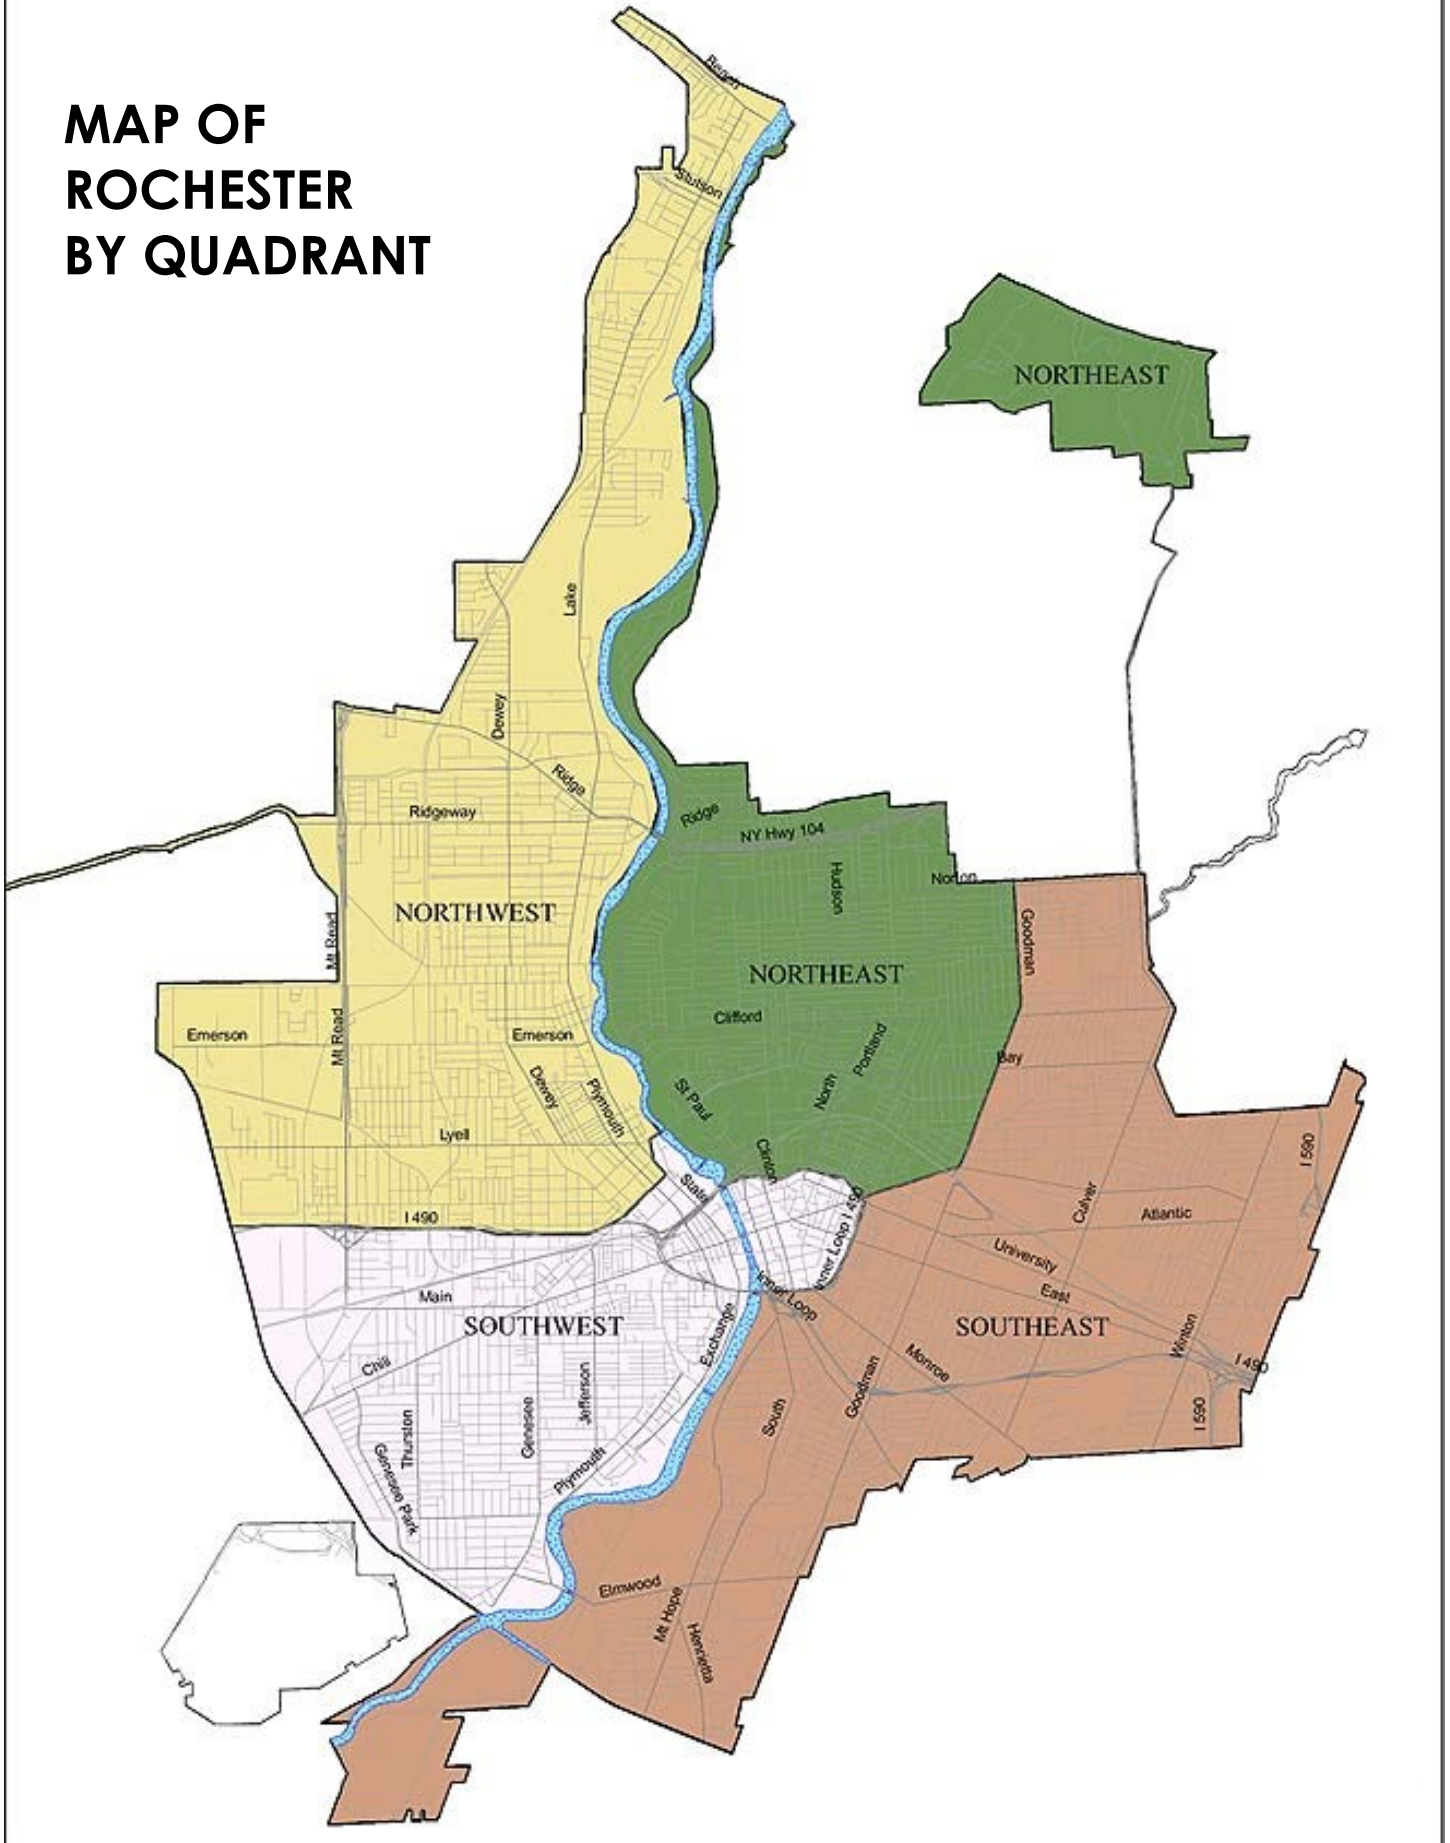 MAP OF
ROCHESTER
BY QUADRANT
Beach
Stutson
NORTHEAST
Lake
Dewey
Ridge
Ridgeway
Ridge
NY Hwy 104
Hudson
Norton
Goodman
NORTHWEST
Mt Read
NORTHEAST
Clifford
Emerson
Mt Read
Emerson
Portland
Bay
Dewey
Plymouth
St Paul
North
Lyell
Clinton
I 590
State
I 490
Inner Loop I 490
Culver
Atlantic
University
East
Main
Inner Loop
SOUTHWEST
Exchange
SOUTHEAST
Winton
Chili
Monroe
I 490
Goodman
Jefferson
Genesee
Thurston
South
I 590
Plymouth
Genesee Park
Elmwood
Mt Hope
Henrietta